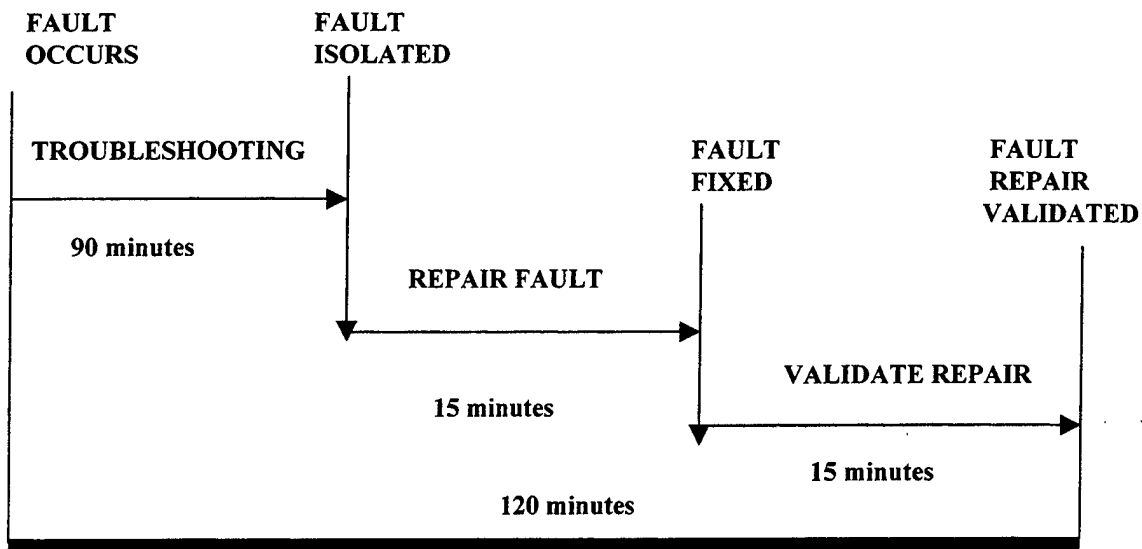 FAULT
OCCURS
FAULT
ISOLATED
TROUBLESHOOTING
90 minutes
FAULT
FIXED
FAULT
REPAIR
VALIDATED
REPAIR FAULT
15 minutes
VALIDATE REPAIR
15 minutes
120 minutes